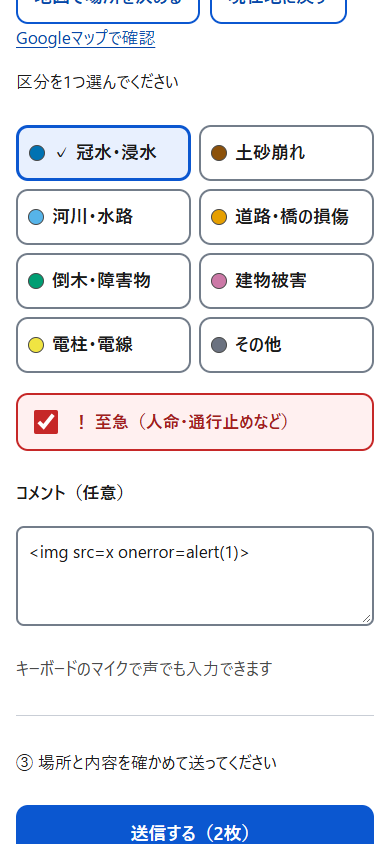 Googleマップで確認
区分を1つ選んでください
✓ 冠水・浸水
土砂崩れ
河川・水路
道路・橋の損傷
倒木・障害物
建物被害
電柱・電線
その他
！ 至急（人命・通行止めなど）
コメント（任意）
<img src=x onerror=alert(1)>
キーボードのマイクで声でも入力できます
③ 場所と内容を確かめて送ってください
送信する（2枚）